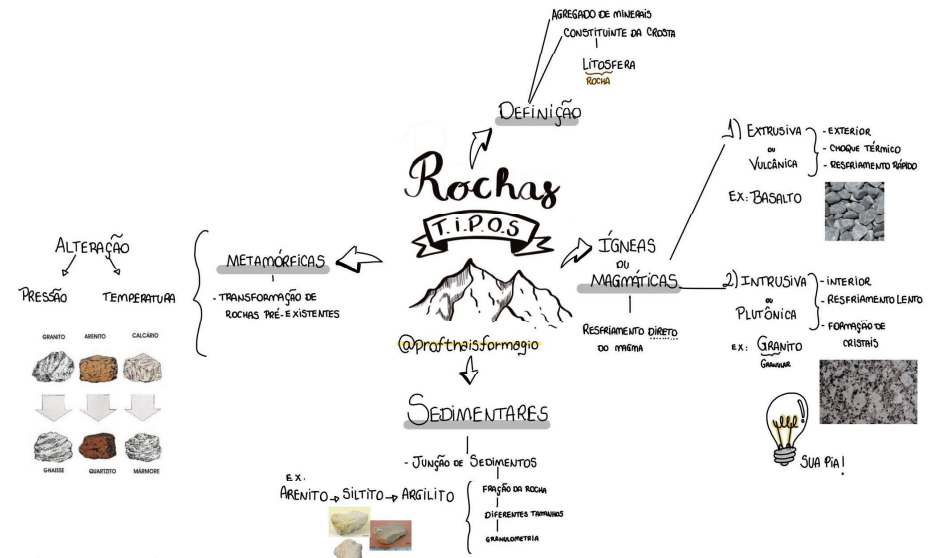 AGREGADO DE MINERAIS
CONSTITUINTE DA CROSTA
LITOSFERA
ROCHA
DEFINIÇÃO
Rochas
T.I.P.O.S
@profthaisformagio
ÍGNEAS
OU
MAGMÁTICAS
RESFRIAMENTO DIRETO
DO MAGMA
1) EXTRUSIVA
OU
VULCÂNICA
- EXTERIOR
- CHOQUE TÉRMICO
- RESFRIAMENTO RÁPIDO
EX: BASALTO
2) INTRUSIVA
OU
PLUTÔNICA
- INTERIOR
- RESFRIAMENTO LENTO
- FORMAÇÃO DE
CRISTAIS
EX: GRANITO
GRANULAR
SUA PIA!
METAMÓRFICAS
- TRANSFORMAÇÃO DE
ROCHAS PRÉ-EXISTENTES
ALTERAÇÃO
PRESSÃO TEMPERATURA
GRANITO ARENITO CALCÁRIO
GNAISSE QUARTZITO MÁRMORE
SEDIMENTARES
- JUNÇÃO DE SEDIMENTOS
FRAÇÃO DA ROCHA
DIFERENTES TAMANHOS
GRANULOMETRIA
EX:
ARENITO → SILTITO → ARGILITO